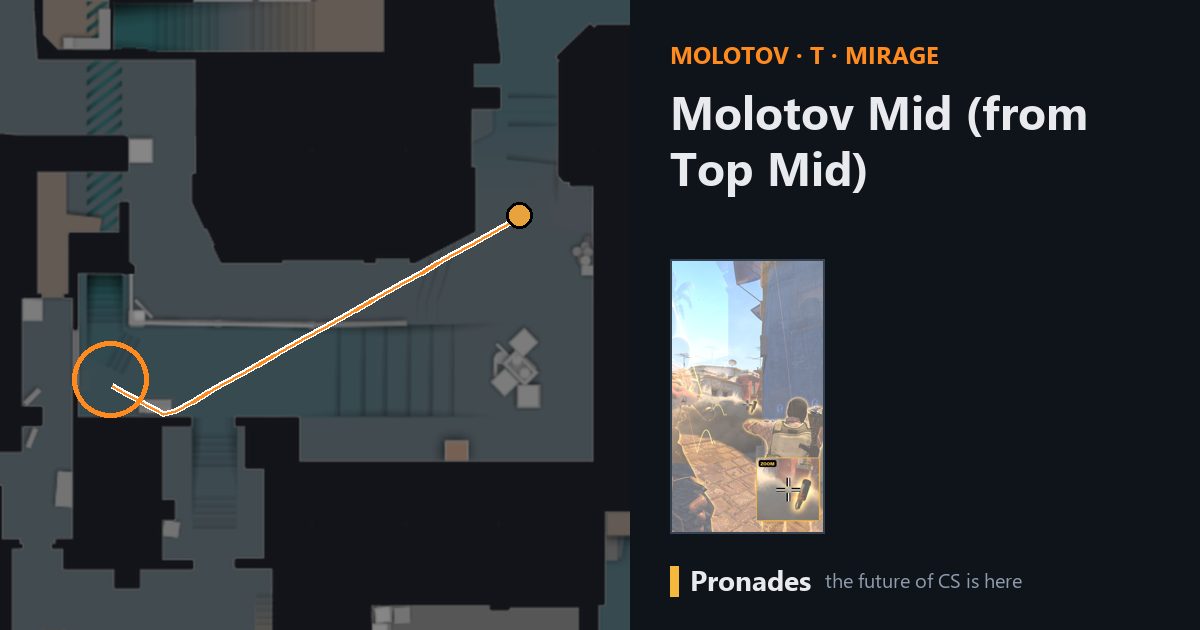 MOLOTOV · T · MIRAGE
Molotov Mid (from
Top Mid)
ZOOM
Pronades the future of CS is here